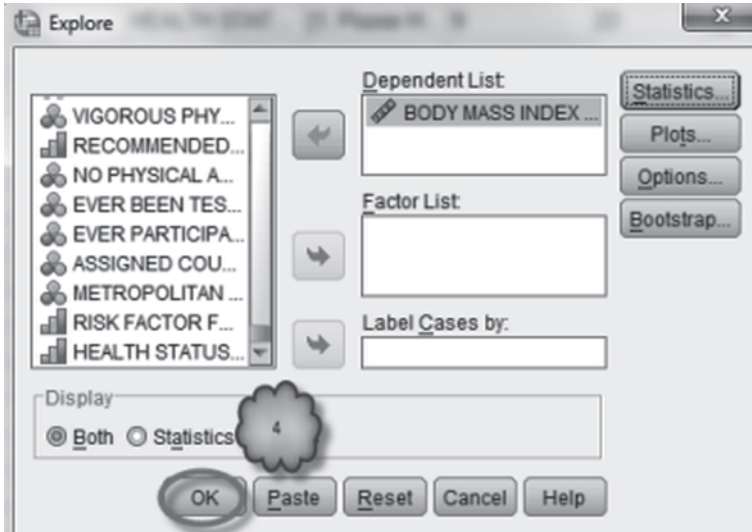 Explore
VIGOROUS PHY...
RECOMMENDED...
NO PHYSICAL A...
EVER BEEN TES...
EVER PARTICIPA...
ASSIGNED COU...
METROPOLITAN ...
RISK FACTOR F...
HEALTH STATUS...
Dependent List:
BODY MASS INDEX ...
Factor List:
Label Cases by:
Statistics...
Plots...
Options...
Bootstrap...
Display
Both Statistics
4
OK Paste Reset Cancel Help